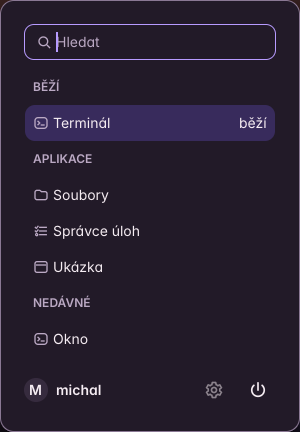 Hledat
BĚŽÍ
Terminál běží
APLIKACE
Soubory
Správce úloh
Ukázka
NEDÁVNÉ
Okno
M michal